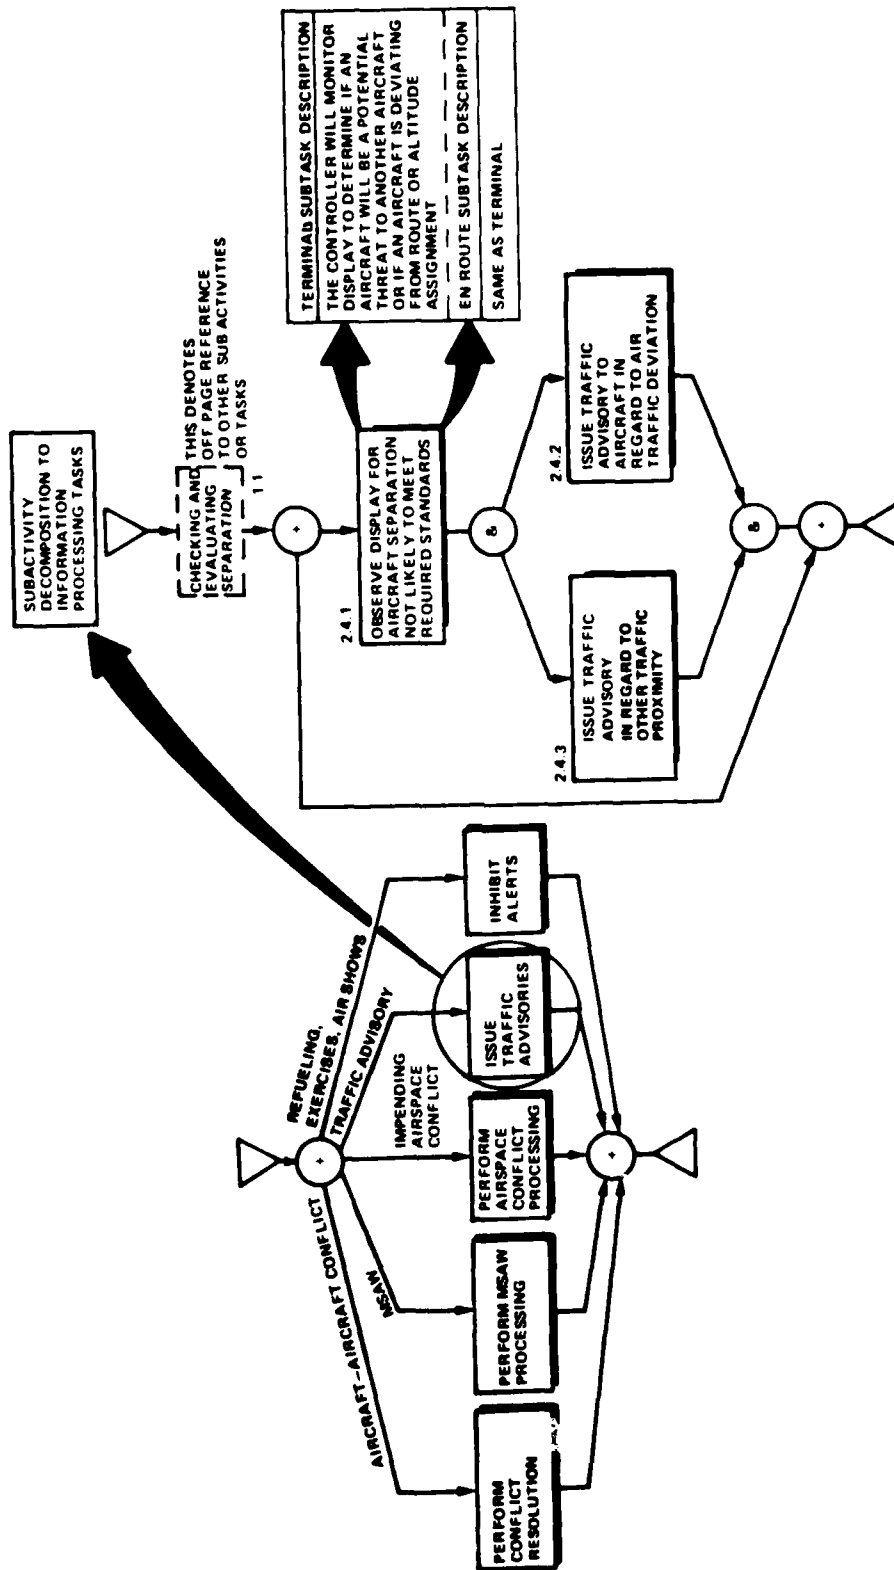 REFUELING,
EXERCISES, AIR SHOWS
TRAFFIC ADVISORY
IMPENDING
AIRSPACE
CONFLICT
MSAW
AIRCRAFT-AIRCRAFT CONFLICT
PERFORM
CONFLICT
RESOLUTION
PERFORM MSAW
PROCESSING
PERFORM
AIRSPACE
CONFLICT
PROCESSING
ISSUE
TRAFFIC
ADVISORIES
INHIBIT
ALERTS
SUBACTIVITY
DECOMPOSITION TO
INFORMATION
PROCESSING TASKS
CHECKING AND
EVALUATING
SEPARATION
1.1
THIS DENOTES
OFF PAGE REFERENCE
TO OTHER SUB ACTIVITIES
OR TASKS
+
2.4.1
OBSERVE DISPLAY FOR
AIRCRAFT SEPARATION
NOT LIKELY TO MEET
REQUIRED STANDARDS
TERMINAL SUBTASK DESCRIPTION
THE CONTROLLER WILL MONITOR
DISPLAY TO DETERMINE IF AN
AIRCRAFT WILL BE A POTENTIAL
THREAT TO ANOTHER AIRCRAFT
OR IF AN AIRCRAFT IS DEVIATING
FROM ROUTE OR ALTITUDE
ASSIGNMENT
EN ROUTE SUBTASK DESCRIPTION
SAME AS TERMINAL
&
2.4.3
ISSUE TRAFFIC
ADVISORY
IN REGARD TO
OTHER TRAFFIC
PROXIMITY
2.4.2
ISSUE TRAFFIC
ADVISORY TO
AIRCRAFT IN
REGARD TO AIR
TRAFFIC DEVIATION
&
+
+
+